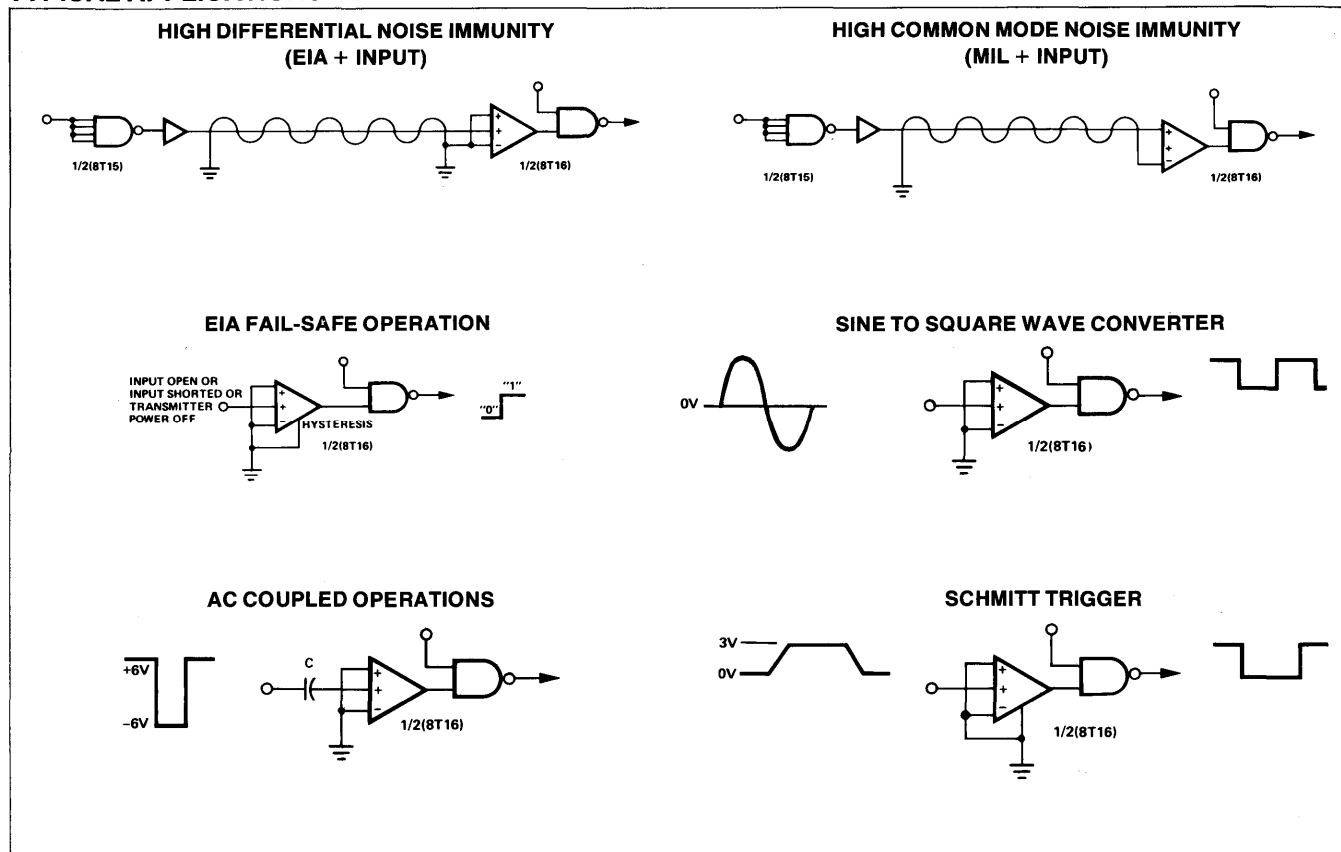 HIGH DIFFERENTIAL NOISE IMMUNITY
(EIA + INPUT)
1/2(8T15)
+
+
−
1/2(8T16)
HIGH COMMON MODE NOISE IMMUNITY
(MIL + INPUT)
1/2(8T15)
+
+
−
1/2(8T16)
EIA FAIL-SAFE OPERATION
INPUT OPEN OR
INPUT SHORTED OR
TRANSMITTER
POWER OFF
+
+
−
HYSTERESIS
1/2(8T16)
"0"
"1"
SINE TO SQUARE WAVE CONVERTER
0V
+
+
−
1/2(8T16)
AC COUPLED OPERATIONS
+6V
−6V
C
+
+
−
1/2(8T16)
SCHMITT TRIGGER
3V
0V
+
+
−
1/2(8T16)